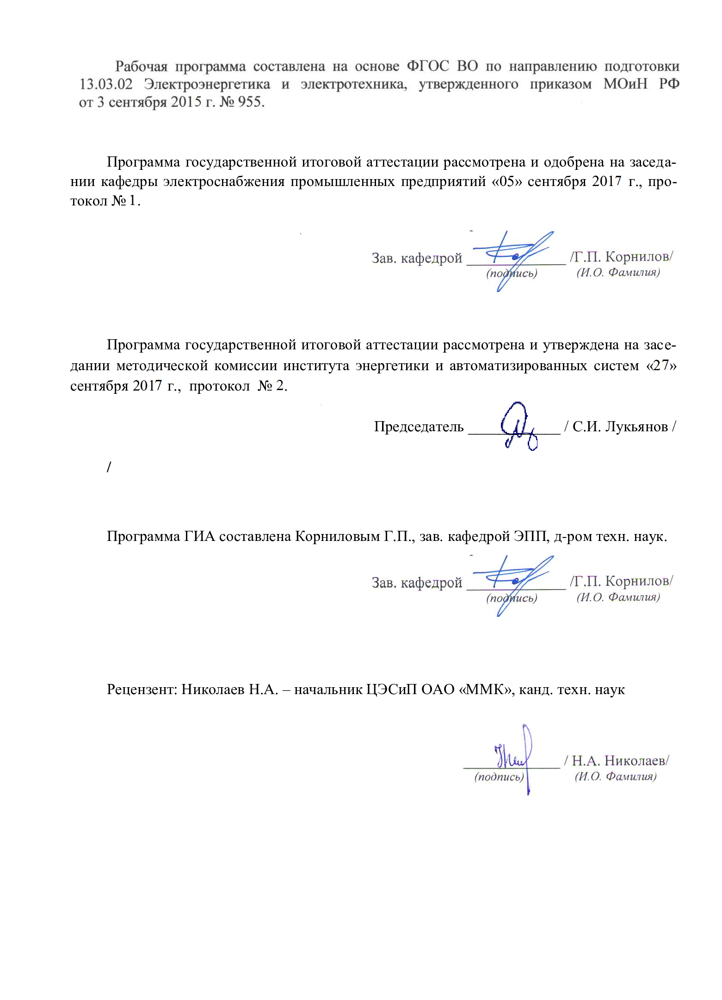 Рабочая программа составлена на основе ФГОС ВО по направлению подготовки
13.03.02 Электроэнергетика и электротехника, утвержденного приказом МОиН РФ
от 3 сентября 2015 г. № 955.
Программа государственной итоговой аттестации рассмотрена и одобрена на заседа-
нии кафедры электроснабжения промышленных предприятий «05» сентября 2017 г., про-
токол № 1.
Зав. кафедрой ____________ /Г.П. Корнилов/
(подпись) (И.О. Фамилия)
Программа государственной итоговой аттестации рассмотрена и утверждена на засе-
дании методической комиссии института энергетики и автоматизированных систем «27»
сентября 2017 г., протокол № 2.
Председатель ____________ / С.И. Лукьянов /
/
Программа ГИА составлена Корниловым Г.П., зав. кафедрой ЭПП, д-ром техн. наук.
Зав. кафедрой ____________ /Г.П. Корнилов/
(подпись) (И.О. Фамилия)
Рецензент: Николаев Н.А. – начальник ЦЭСиП ОАО «ММК», канд. техн. наук
____________ / Н.А. Николаев/
(подпись) (И.О. Фамилия)